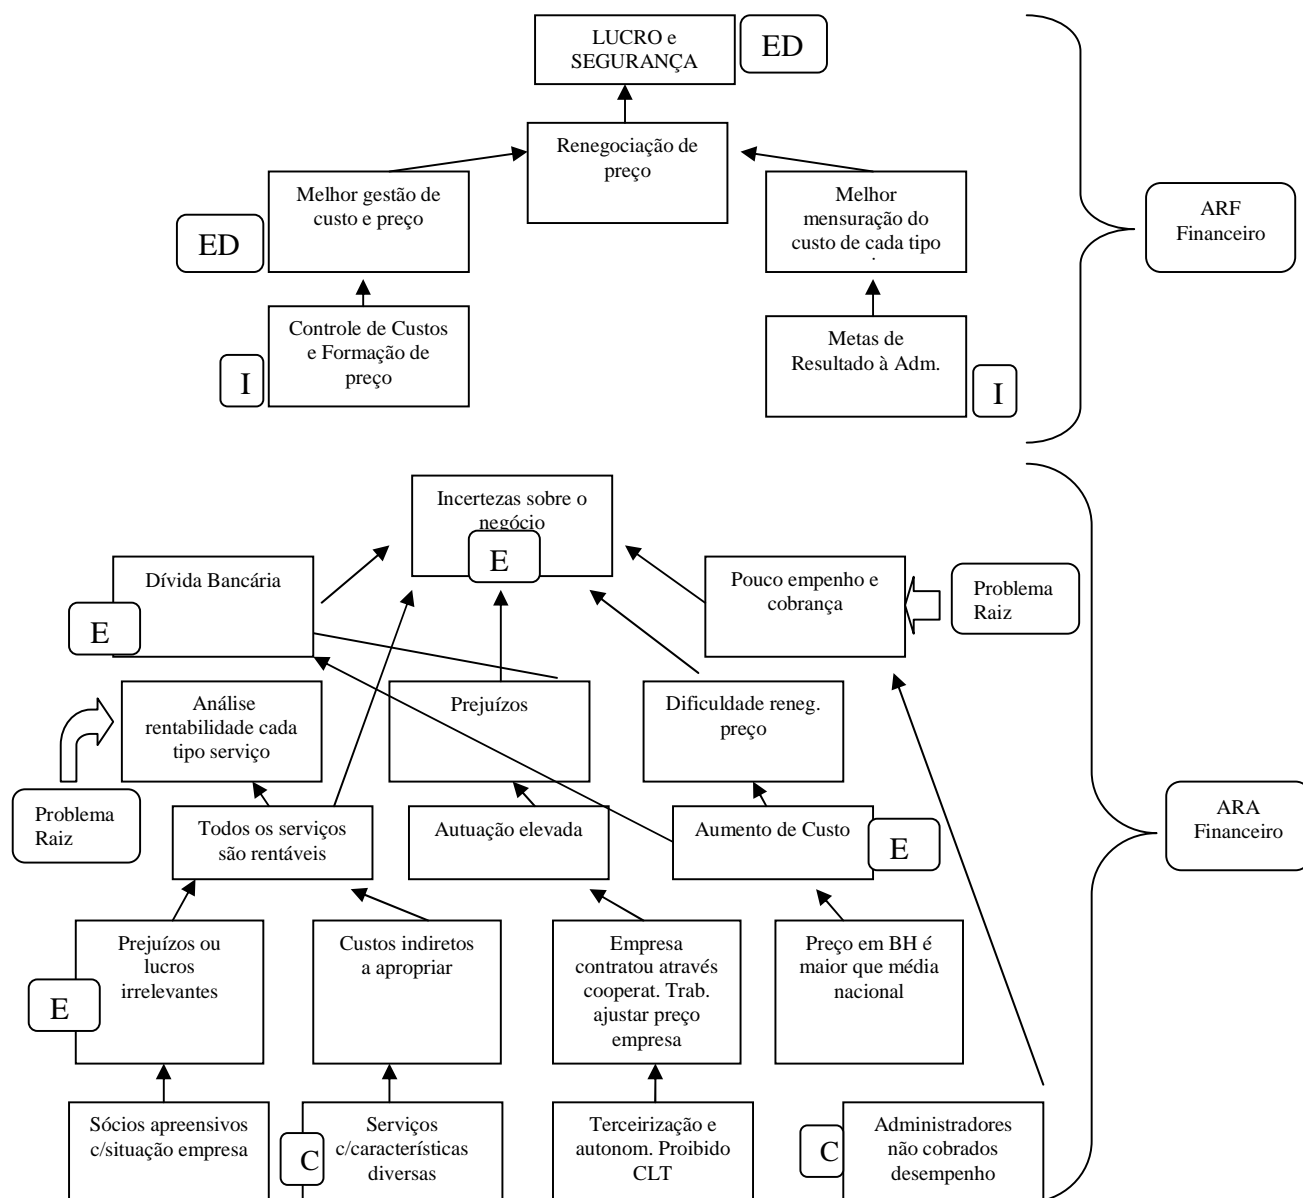 LUCRO e
SEGURANÇA
ED
Renegociação de
preço
Melhor gestão de
custo e preço
ED
Melhor
mensuração do
custo de cada tipo
ARF
Financeiro
Controle de Custos
e Formação de
preço
I
Metas de
Resultado à Adm.
I
Incertezas sobre o
negócio
E
Dívida Bancária
E
Pouco empenho e
cobrança
Problema
Raiz
Análise
rentabilidade cada
tipo serviço
Prejuízos
Dificuldade reneg.
preço
Problema
Raiz
Todos os serviços
são rentáveis
Autuação elevada
Aumento de Custo
E
ARA
Financeiro
Prejuízos ou
lucros
irrelevantes
E
Custos indiretos
a apropriar
Empresa
contratou através
cooperat. Trab.
ajustar preço
empresa
Preço em BH é
maior que média
nacional
Sócios apreensivos
c/situação empresa
C
Serviços
c/características
diversas
Terceirização e
autonom. Proibido
CLT
C
Administradores
não cobrados
desempenho